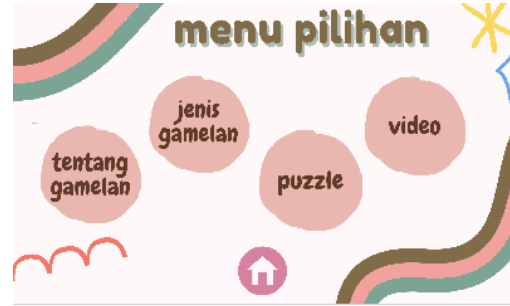 menu pilihan
tentang
gamelan
jenis
gamelan
puzzle
video